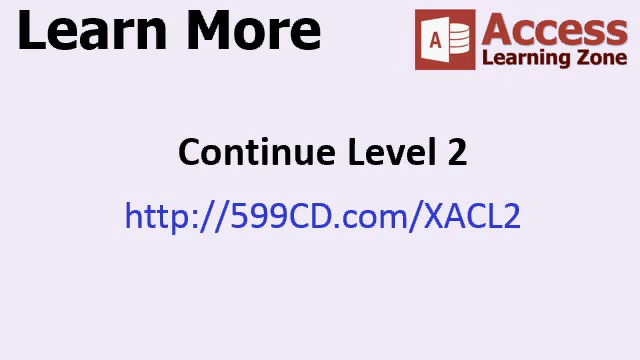 Learn More
A
Access
Learning Zone
Continue Level 2
http://599CD.com/XACL2